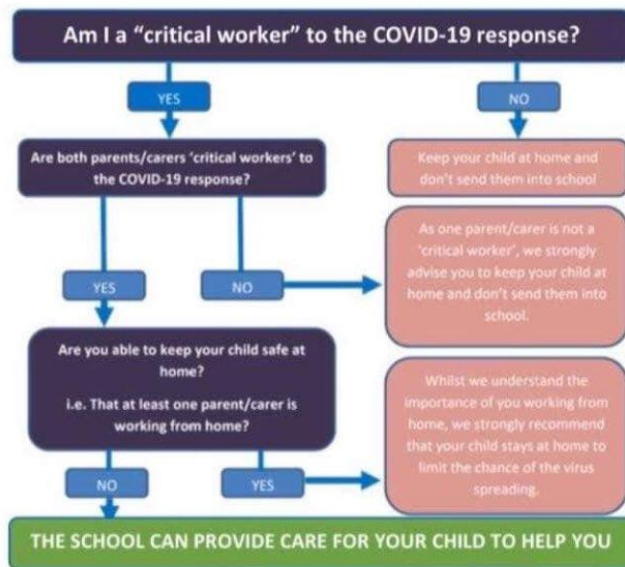 Am I a “critical worker” to the COVID-19 response?
YES
NO
Are both parents/carers ‘critical workers’ to
the COVID-19 response?
Keep your child at home and
don’t send them into school
YES
NO
As one parent/carer is not a
‘critical worker’, we strongly
advise you to keep your child at
home and don’t send them into
school.
Are you able to keep your child safe at
home?
i.e. That at least one parent/carer is
working from home?
Whilst we understand the
importance of you working from
home, we strongly recommend
that your child stays at home to
limit the chance of the virus
spreading.
NO
YES
THE SCHOOL CAN PROVIDE CARE FOR YOUR CHILD TO HELP YOU